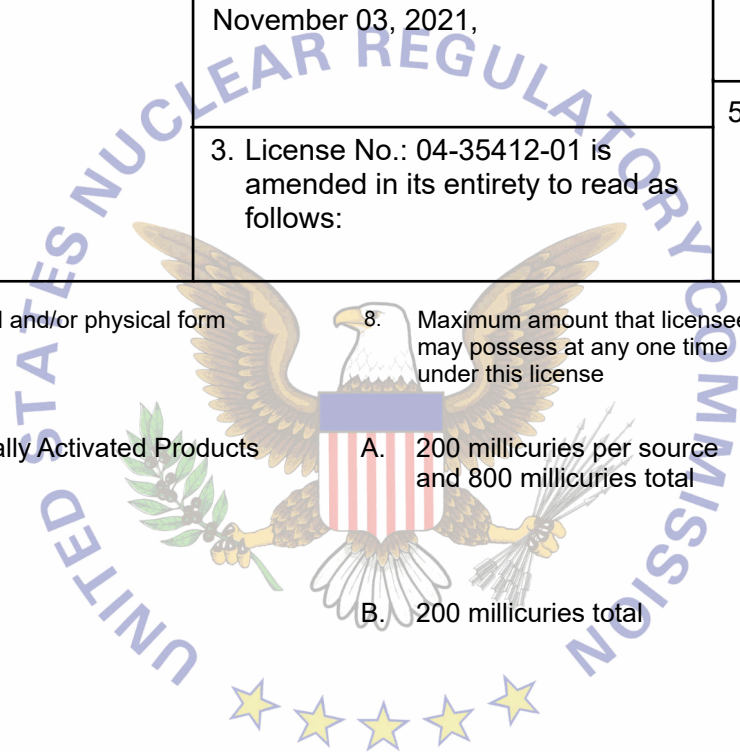 November 03, 2021,
5
3. License No.: 04-35412-01 is
amended in its entirety to read as
follows:
and/or physical form
8. Maximum amount that licensee
may possess at any one time
under this license
ally Activated Products
A. 200 millicuries per source
and 800 millicuries total
B. 200 millicuries total
UNITED STATES NUCLEAR REGULATORY COMMISSION